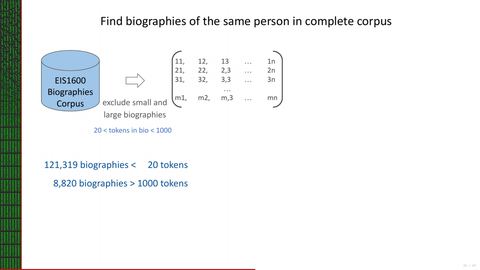 Find biographies of the same person in complete corpus
EIS1600
Biographies
Corpus
exclude small and
large biographies
20 < tokens in bio < 1000
11, 12, 13 … 1n
21, 22, 2,3 … 2n
31, 32, 3,3 … 3n
…
m1, m2, m,3 … mn
121,319 biographies < 20 tokens
8,820 biographies > 1000 tokens